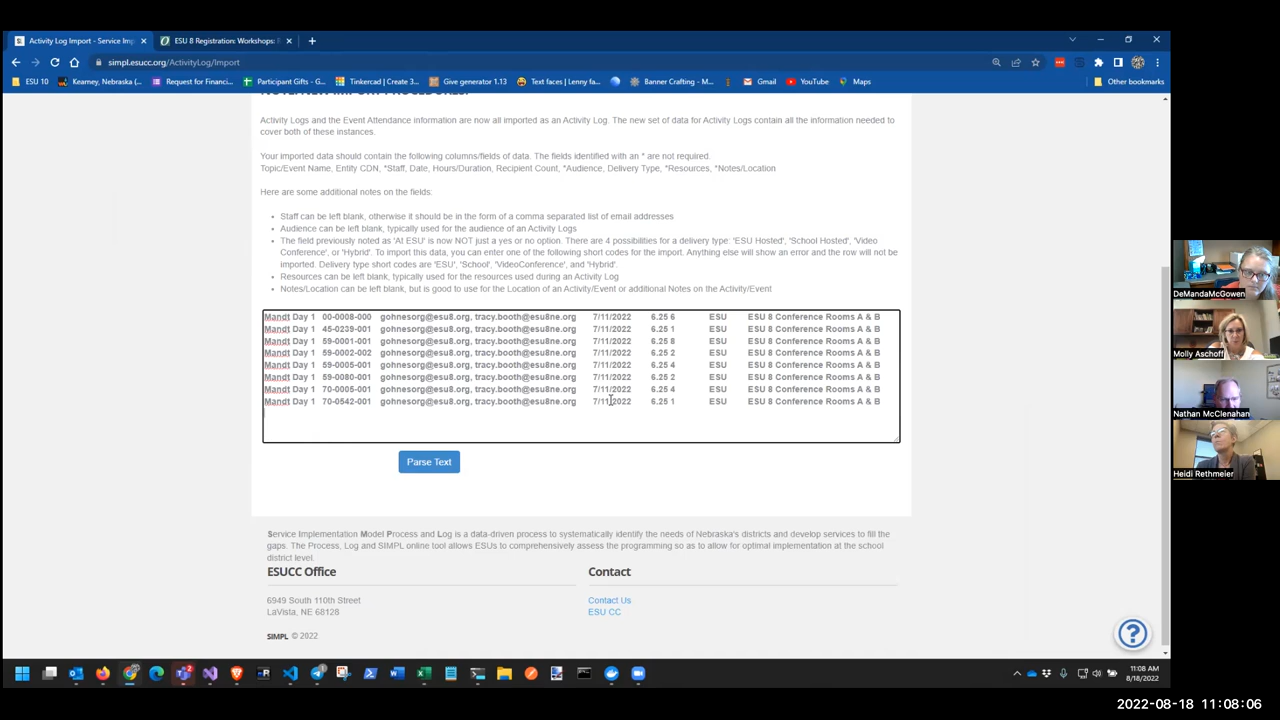 Activity Log Import - Service Imp
ESU 8 Registration: Workshops:
simpl.esucc.org/ActivityLog/Import
ESU 10
Kearney, Nebraska (...
Request for Financi...
Participant Gifts - G...
Tinkercad | Create 3...
Give generator 1.13
Text faces | Lenny fa...
Banner Crafting - M...
Gmail
YouTube
Maps
Other bookmarks
Activity Logs and the Event Attendance information are now all imported as an Activity Log. The new set of data for Activity Logs contain all the information needed to
cover both of these instances.
Your imported data should contain the following columns/fields of data. The fields identified with an * are not required.
Topic/Event Name, Entity CDN, *Staff, Date, Hours/Duration, Recipient Count, *Audience, Delivery Type, *Resources, *Notes/Location
Here are some additional notes on the fields:
• Staff can be left blank, otherwise it should be in the form of a comma separated list of email addresses
• Audience can be left blank, typically used for the audience of an Activity Logs
• The field previously noted as 'At ESU' is now NOT just a yes or no option. There are 4 possibilities for a delivery type: 'ESU Hosted', 'School Hosted', 'Video
Conference', or 'Hybrid'. To import this data, you can enter one of the following short codes for the import. Anything else will show an error and the row will not be
imported. Delivery type short codes are 'ESU', 'School', 'VideoConference', and 'Hybrid'.
• Resources can be left blank, typically used for the resources used during an Activity Log
• Notes/Location can be left blank, but is good to use for the Location of an Activity/Event or additional Notes on the Activity/Event
Mandt Day 1 00-0008-000 gohnesorg@esu8.org, tracy.booth@esu8ne.org 7/11/2022 6.25 6 ESU ESU 8 Conference Rooms A & B
Mandt Day 1 45-0239-001 gohnesorg@esu8.org, tracy.booth@esu8ne.org 7/11/2022 6.25 1 ESU ESU 8 Conference Rooms A & B
Mandt Day 1 59-0001-001 gohnesorg@esu8.org, tracy.booth@esu8ne.org 7/11/2022 6.25 8 ESU ESU 8 Conference Rooms A & B
Mandt Day 1 59-0002-002 gohnesorg@esu8.org, tracy.booth@esu8ne.org 7/11/2022 6.25 2 ESU ESU 8 Conference Rooms A & B
Mandt Day 1 59-0005-001 gohnesorg@esu8.org, tracy.booth@esu8ne.org 7/11/2022 6.25 4 ESU ESU 8 Conference Rooms A & B
Mandt Day 1 59-0080-001 gohnesorg@esu8.org, tracy.booth@esu8ne.org 7/11/2022 6.25 2 ESU ESU 8 Conference Rooms A & B
Mandt Day 1 70-0005-001 gohnesorg@esu8.org, tracy.booth@esu8ne.org 7/11/2022 6.25 4 ESU ESU 8 Conference Rooms A & B
Mandt Day 1 70-0542-001 gohnesorg@esu8.org, tracy.booth@esu8ne.org 7/11/2022 6.25 1 ESU ESU 8 Conference Rooms A & B
Parse Text
Service Implementation Model Process and Log is a data-driven process to systematically identify the needs of Nebraska's districts and develop services to fill the
gaps. The Process, Log and SIMPL online tool allows ESUs to comprehensively assess the programming so as to allow for optimal implementation at the school
district level.
ESUCC Office
6949 South 110th Street
LaVista, NE 68128
SIMPL © 2022
Contact
Contact Us
ESU CC
DeMandaMcGowen
Molly Aschoff
Nathan McClenahan
Heidi Rethmeier
11:08 AM
8/18/2022
2022-08-18 11:08:06